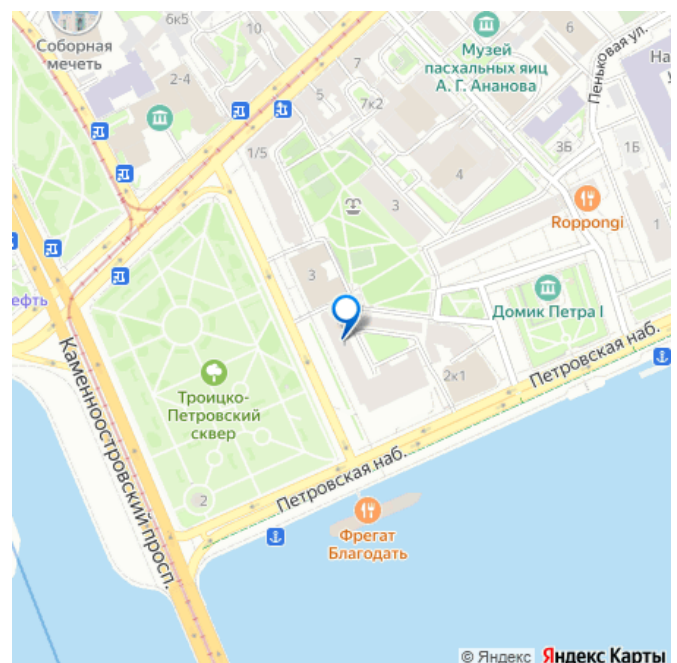 6к5
10
Соборная
мечеть
2-4
Музей
пасхальных яиц
А. Г. Ананова
Пеньковая ул.
На
7
5
7к2
1/5
3Б
1Б
4
3
Roppongi
1
3
Домик Петра I
ефть
Каменноостровский просп.
Троицко-
Петровский
сквер
2к1
Петровская наб.
Петровская наб.
2
Фрегат
Благодать
© Яндекс Яндекс Карты